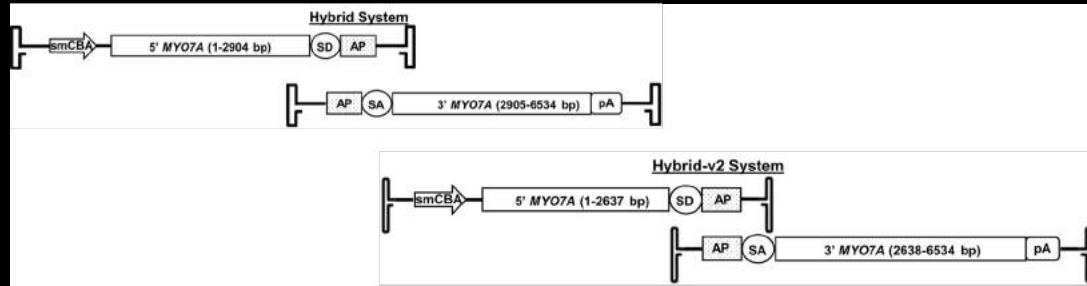 Hybrid System
smCBA 5' MYO7A (1-2904 bp) SD AP
AP SA 3' MYO7A (2905-6534 bp) pA
Hybrid-v2 System
smCBA 5' MYO7A (1-2637 bp) SD AP
AP SA 3' MYO7A (2638-6534 bp) pA